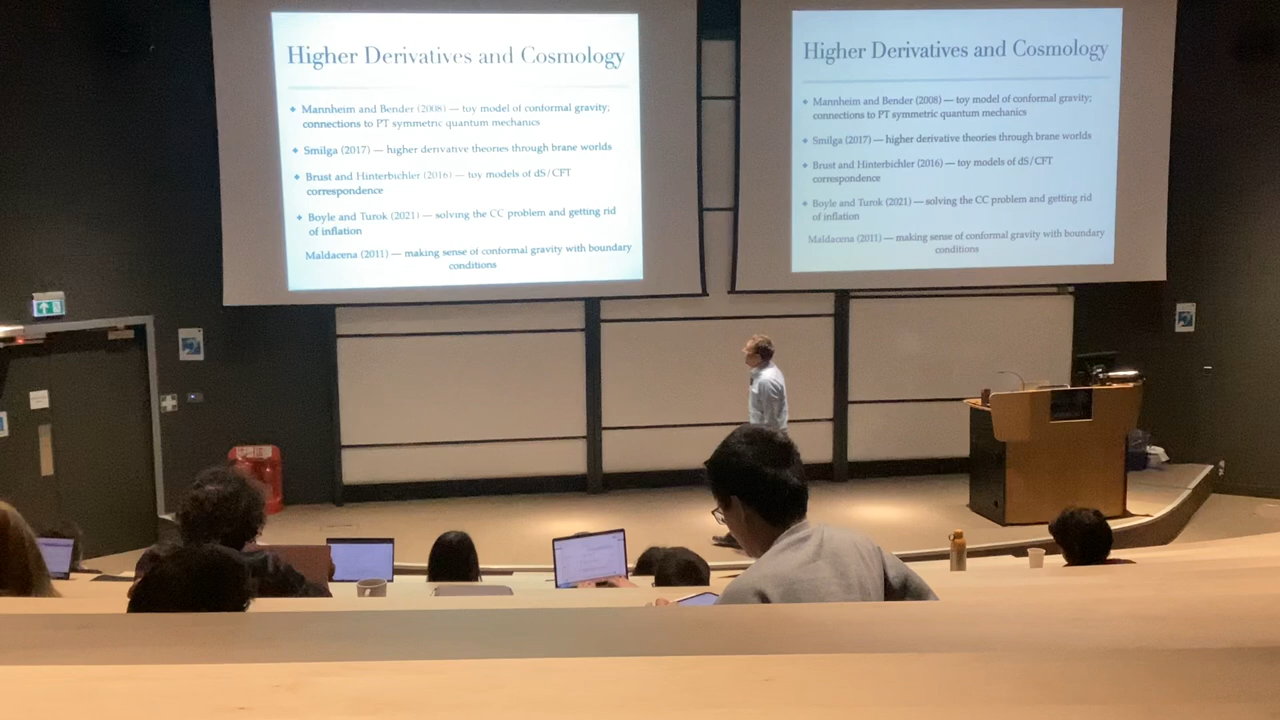 Higher Derivatives and Cosmology
Mannheim and Bender (2008) — toy model of conformal gravity;
connections to PT symmetric quantum mechanics
Smilga (2017) — higher derivative theories through brane worlds
Brust and Hinterbichler (2016) — toy models of dS/CFT
correspondence
Boyle and Turok (2021) — solving the CC problem and getting rid
of inflation
Maldacena (2011) — making sense of conformal gravity with boundary
conditions
Higher Derivatives and Cosmology
Mannheim and Bender (2008) — toy model of conformal gravity;
connections to PT symmetric quantum mechanics
Smilga (2017) — higher derivative theories through brane worlds
Brust and Hinterbichler (2016) — toy models of dS/CFT
correspondence
Boyle and Turok (2021) — solving the CC problem and getting rid
of inflation
Maldacena (2011) — making sense of conformal gravity with boundary
conditions